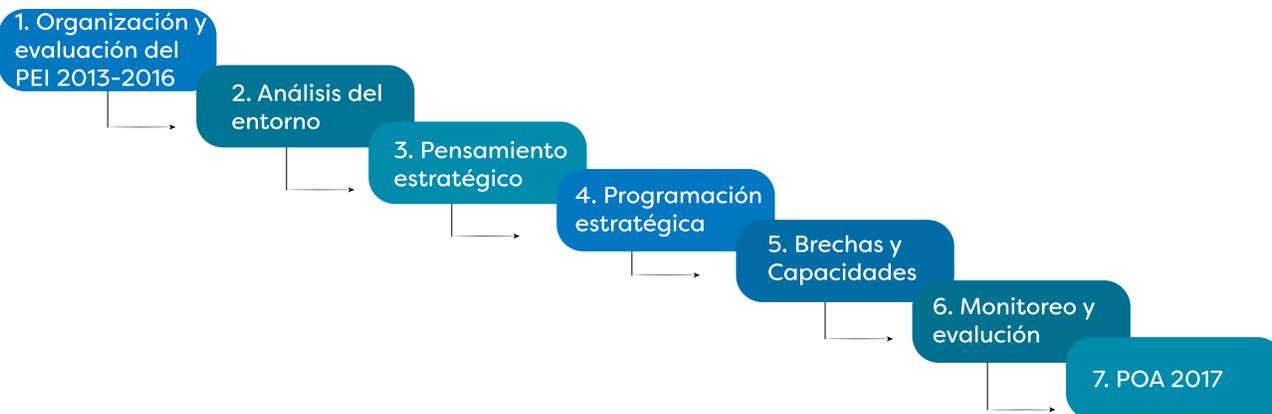 1. Organización y
evaluación del
PEI 2013-2016
2. Análisis del
entorno
3. Pensamiento
estratégico
4. Programación
estratégica
5. Brechas y
Capacidades
6. Monitoreo y
evalución
7. POA 2017